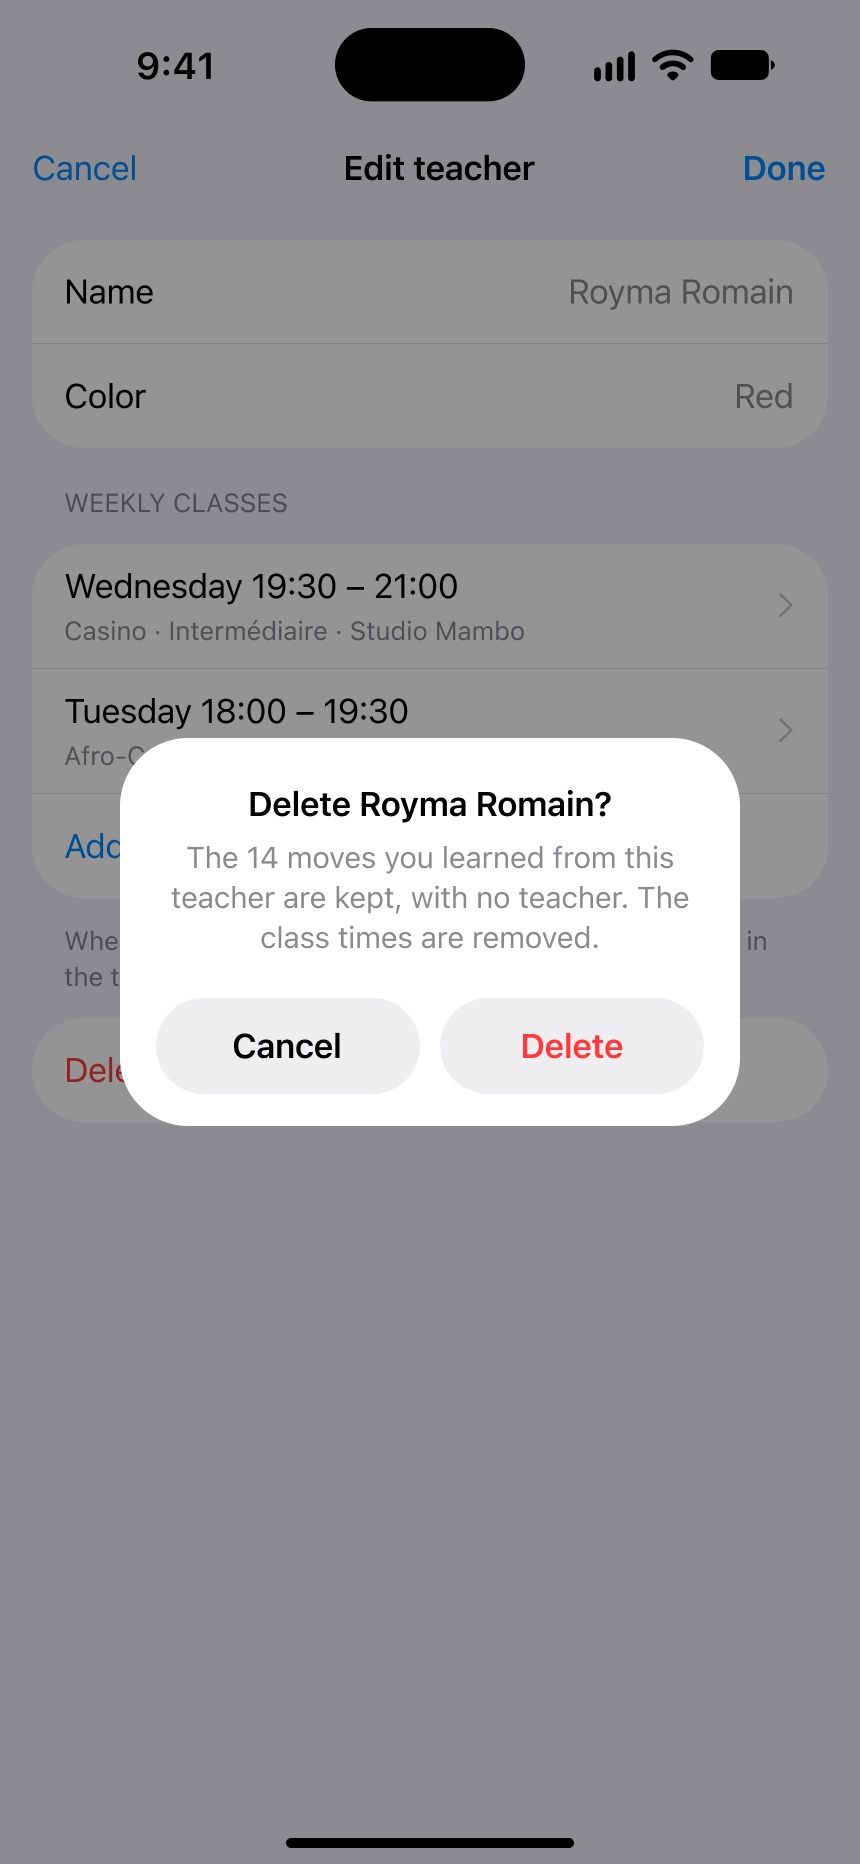 9:41
Cancel
Edit teacher
Done
Name
Royma Romain
Color
Red
WEEKLY CLASSES
Wednesday 19:30 – 21:00
Casino · Intermédiaire · Studio Mambo
Tuesday 18:00 – 19:30
Delete Royma Romain?
The 14 moves you learned from this
teacher are kept, with no teacher. The
class times are removed.
in
the
Cancel
Delete